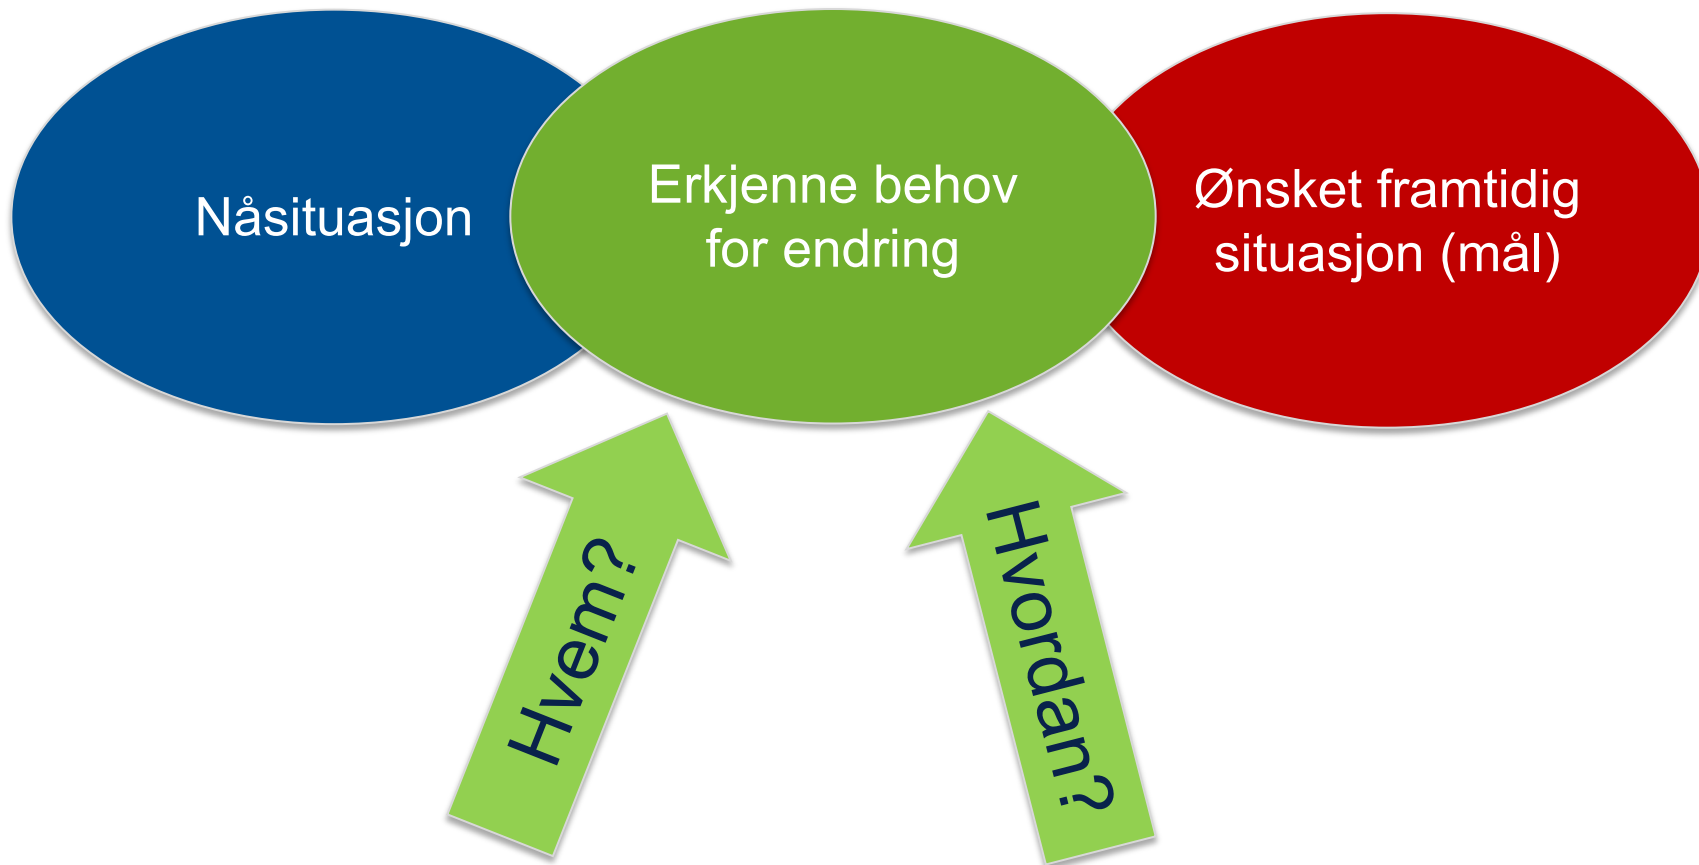 Nåsituasjon
Erkjenne behov
for endring
Ønsket framtidig
situasjon (mål)
Hvem?
Hvordan?